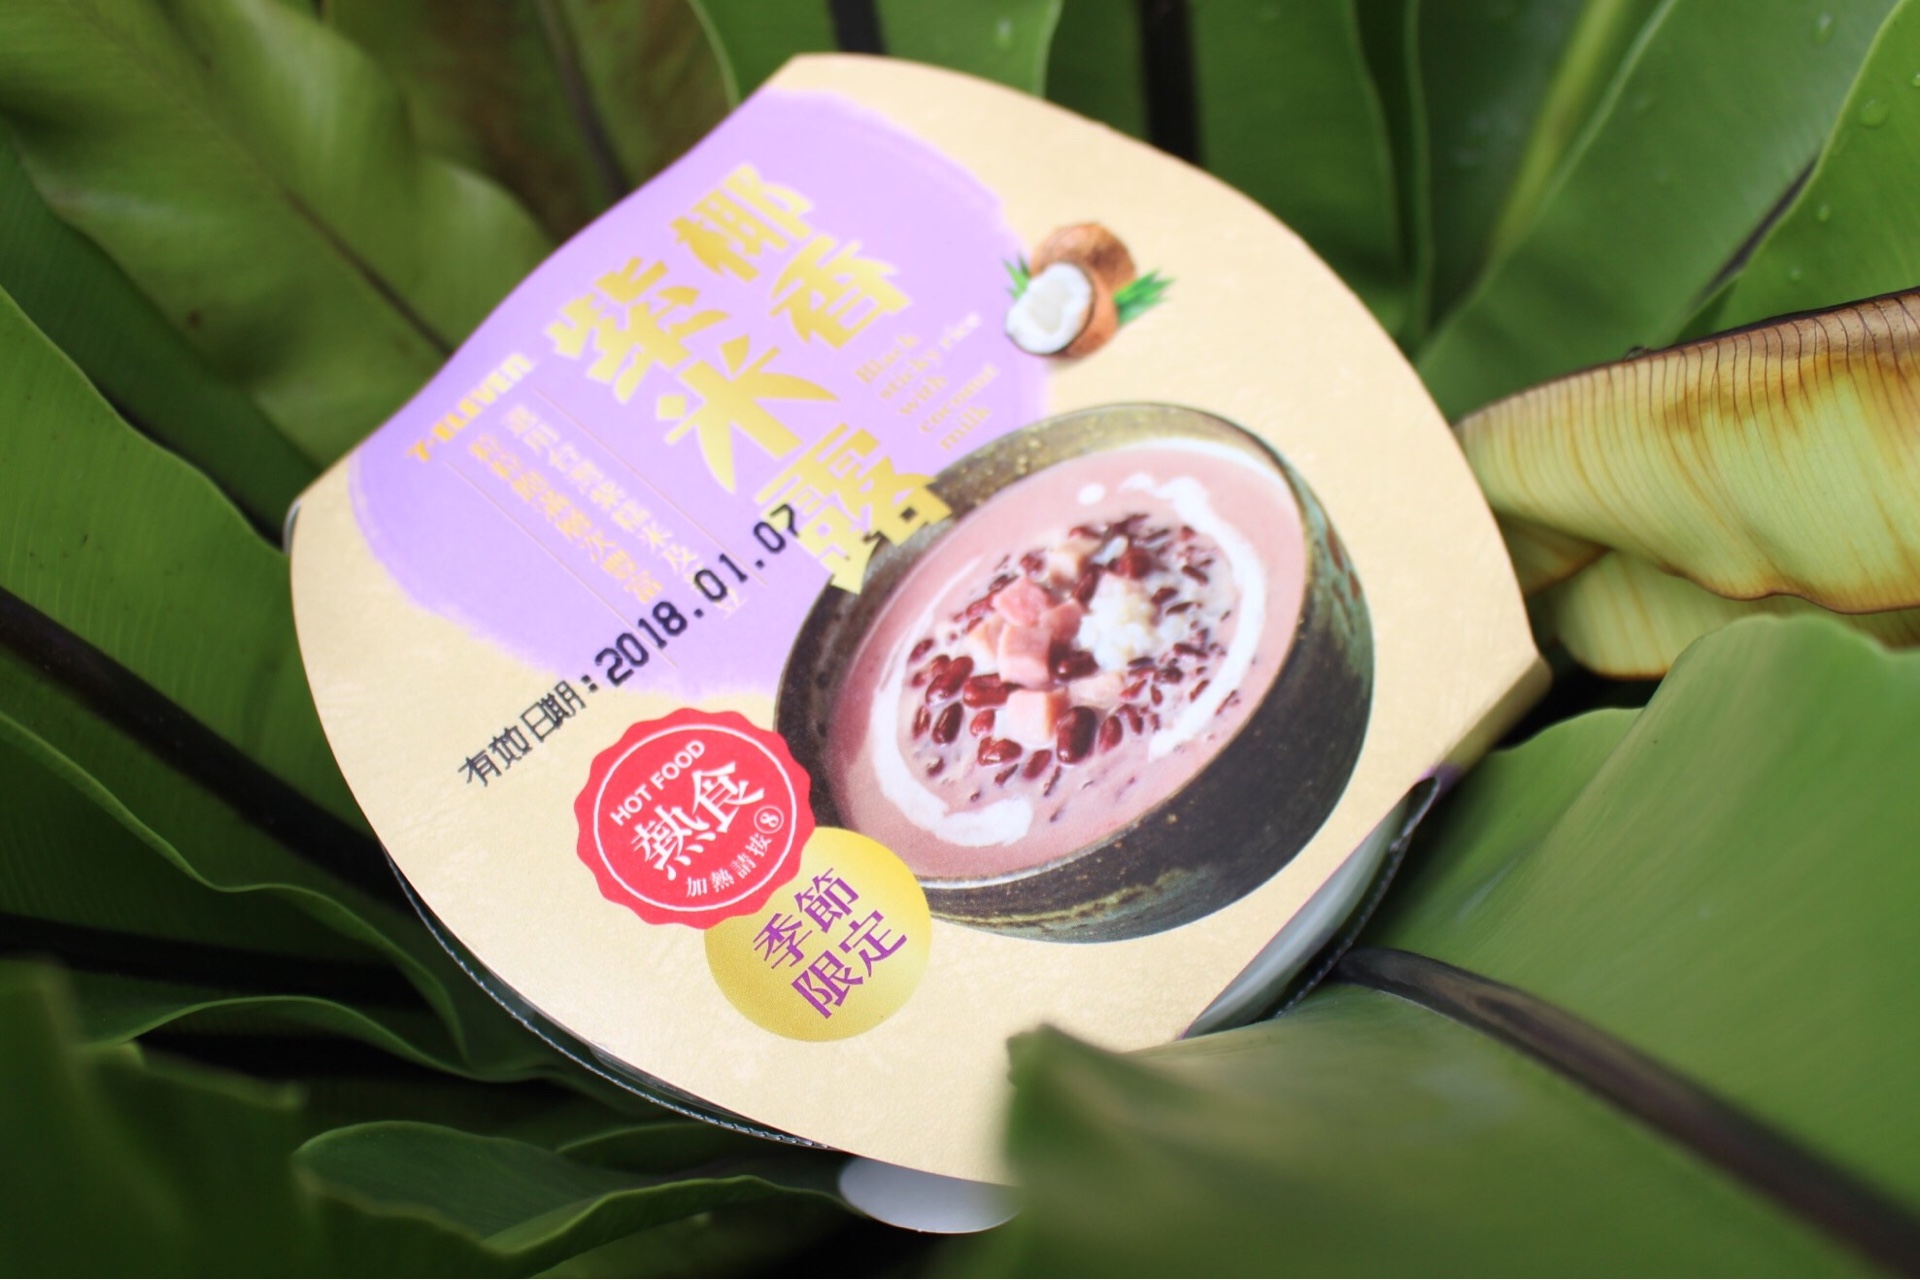 7-ELEVEN
椰香
紫米露
Black
sticky rice
with
coconut
milk
有效日期:2018.01.07
HOT FOOD
熱食
加熱請按⑧
季節
限定